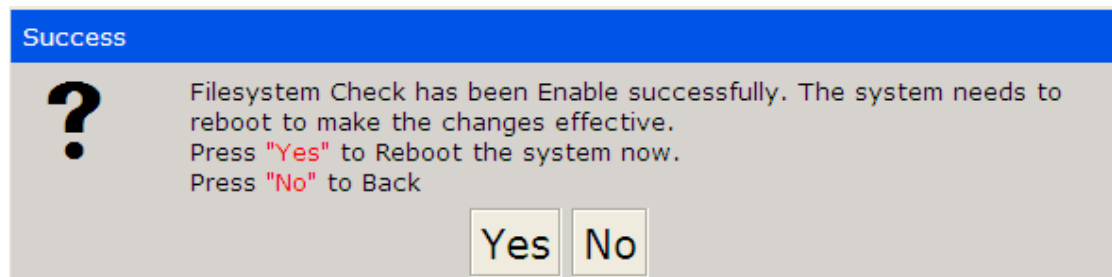 Success
Filesystem Check has been Enable successfully. The system needs to
reboot to make the changes effective.
Press "Yes" to Reboot the system now.
Press "No" to Back
Yes No